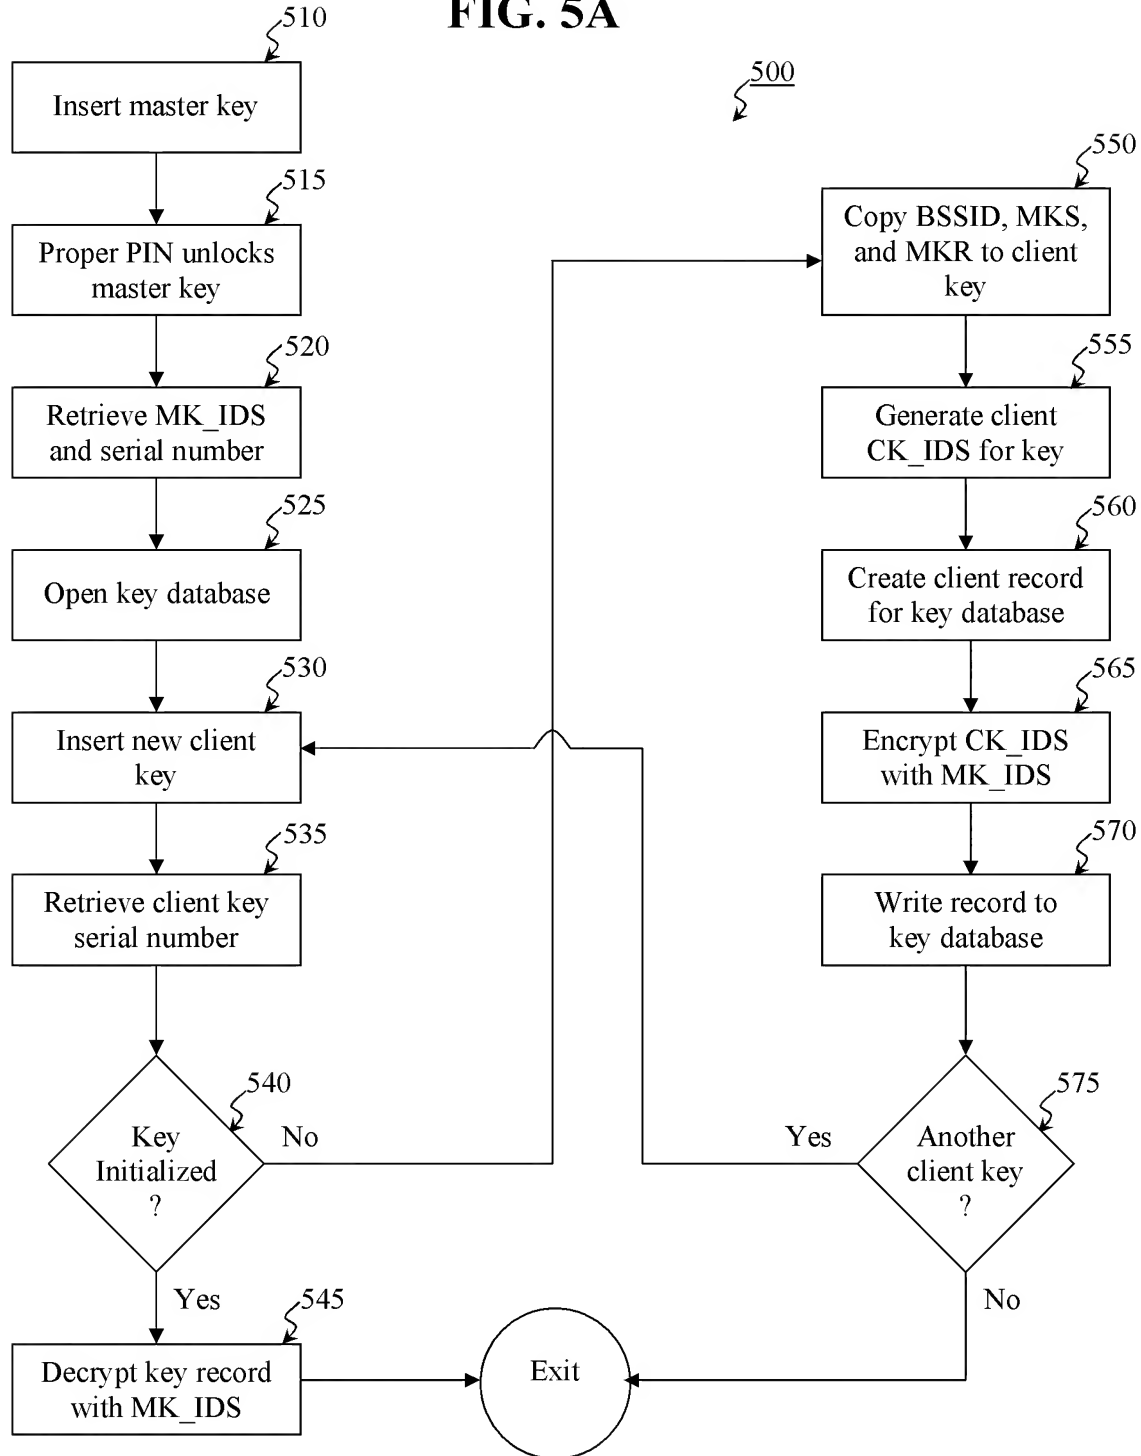 FIG. 5A
510
Insert master key
515
Proper PIN unlocks
master key
520
Retrieve MK_IDS
and serial number
525
Open key database
530
Insert new client
key
535
Retrieve client key
serial number
540
Key
Initialized
?
No
Yes
545
Decrypt key record
with MK_IDS
Exit
500
550
Copy BSSID, MKS,
and MKR to client
key
555
Generate client
CK_IDS for key
560
Create client record
for key database
565
Encrypt CK_IDS
with MK_IDS
570
Write record to
key database
575
Another
client key
?
Yes
No